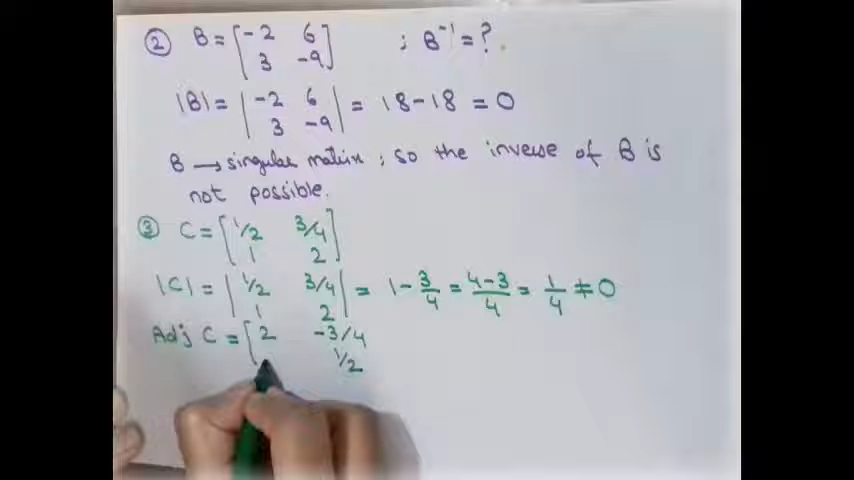 ② B = [ -2 6 ; B⁻¹ = ?
3 -9 ]
|B| = | -2 6 | = 18 - 18 = 0
3 -9
B → singular matrix ; so the inverse of B is
not possible.
③ C = [ 1/2 3/4 ]
1 2
|C| = | 1/2 3/4 | = 1 - 3/4 = 4-3/4 = 1/4 ≠ 0
1 2
Adj C = [ 2 -3/4
1/2